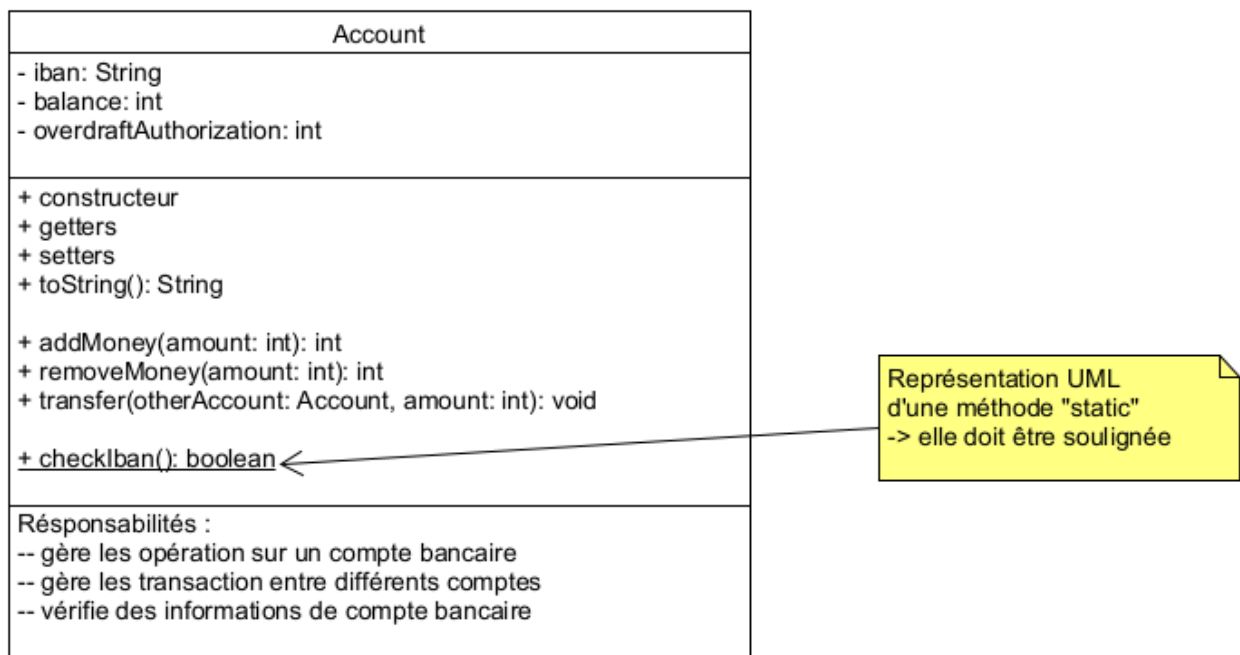 Account
- iban: String
- balance: int
- overdraftAuthorization: int
+ constructeur
+ getters
+ setters
+ toString(): String
+ addMoney(amount: int): int
+ removeMoney(amount: int): int
+ transfer(otherAccount: Account, amount: int): void
+ checkIban(): boolean
Représentation UML
d'une méthode "static"
-> elle doit être soulignée
Résponsabilités :
-- gère les opération sur un compte bancaire
-- gère les transaction entre différents comptes
-- vérifie des informations de compte bancaire